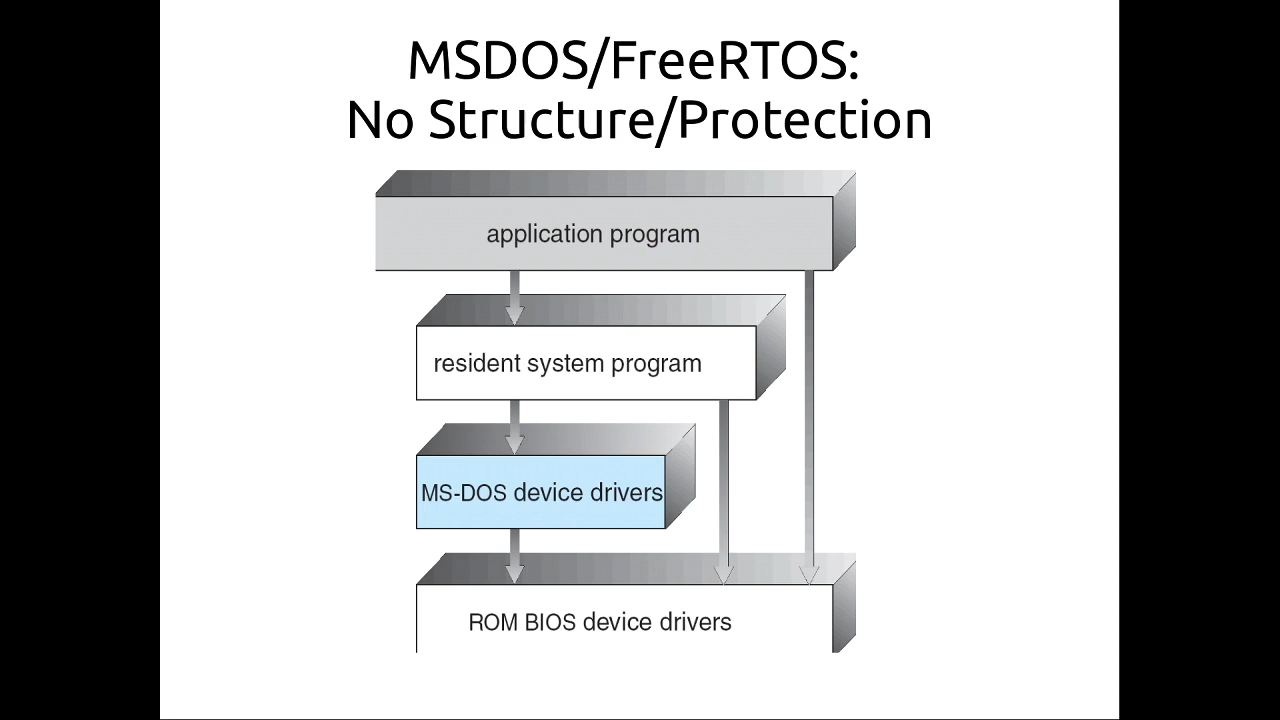 MSDOS/FreeRTOS:
No Structure/Protection
application program
resident system program
MS-DOS device drivers
ROM BIOS device drivers